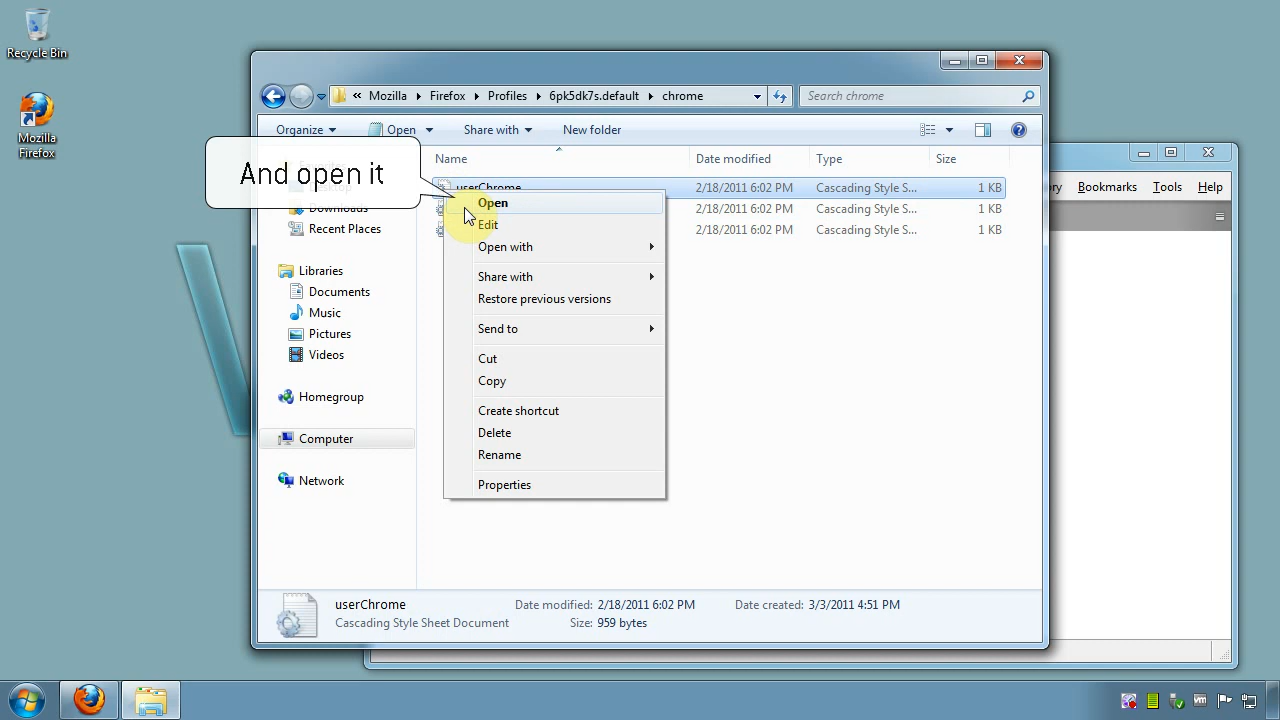 Recycle Bin
Mozilla
Firefox
« Mozilla Firefox Profiles 6pk5dk7s.default chrome
Search chrome
Organize Open Share with New folder
And open it
Name Date modified Type Size
userChrome 2/18/2011 6:02 PM Cascading Style S... 1 KB
2/18/2011 6:02 PM Cascading Style S... 1 KB
2/18/2011 6:02 PM Cascading Style S... 1 KB
Downloads
Recent Places
Libraries
Documents
Music
Pictures
Videos
Homegroup
Computer
Network
Open
Edit
Open with
Share with
Restore previous versions
Send to
Cut
Copy
Create shortcut
Delete
Rename
Properties
Bookmarks Tools Help
userChrome Date modified: 2/18/2011 6:02 PM Date created: 3/3/2011 4:51 PM
Cascading Style Sheet Document Size: 959 bytes